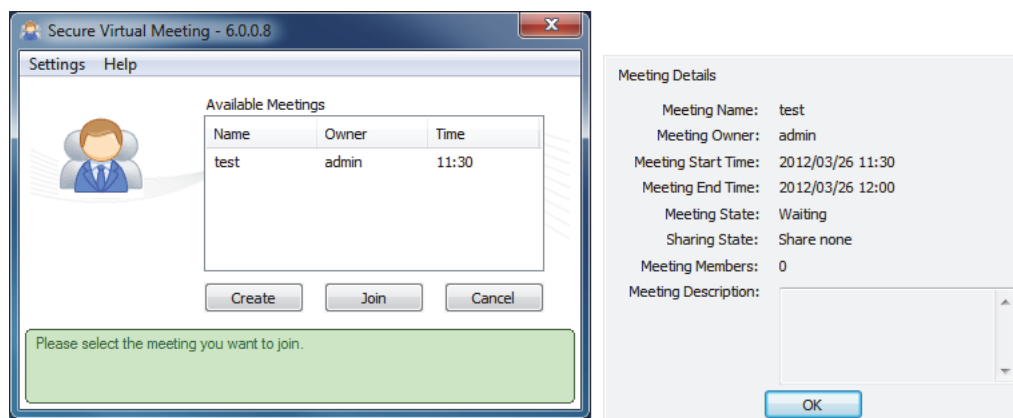 Secure Virtual Meeting - 6.0.0.8
Settings Help
Available Meetings
Name Owner Time
test admin 11:30
Create Join Cancel
Please select the meeting you want to join.
Meeting Details
Meeting Name: test
Meeting Owner: admin
Meeting Start Time: 2012/03/26 11:30
Meeting End Time: 2012/03/26 12:00
Meeting State: Waiting
Sharing State: Share none
Meeting Members: 0
Meeting Description:
OK